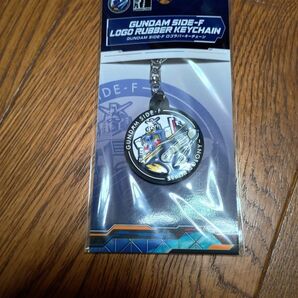 GUNDAM SIDE-F
LOGO RUBBER KEYCHAIN
GUNDAM SIDE-F ロゴラバーキーチェーン
GUNDAM SIDE-F